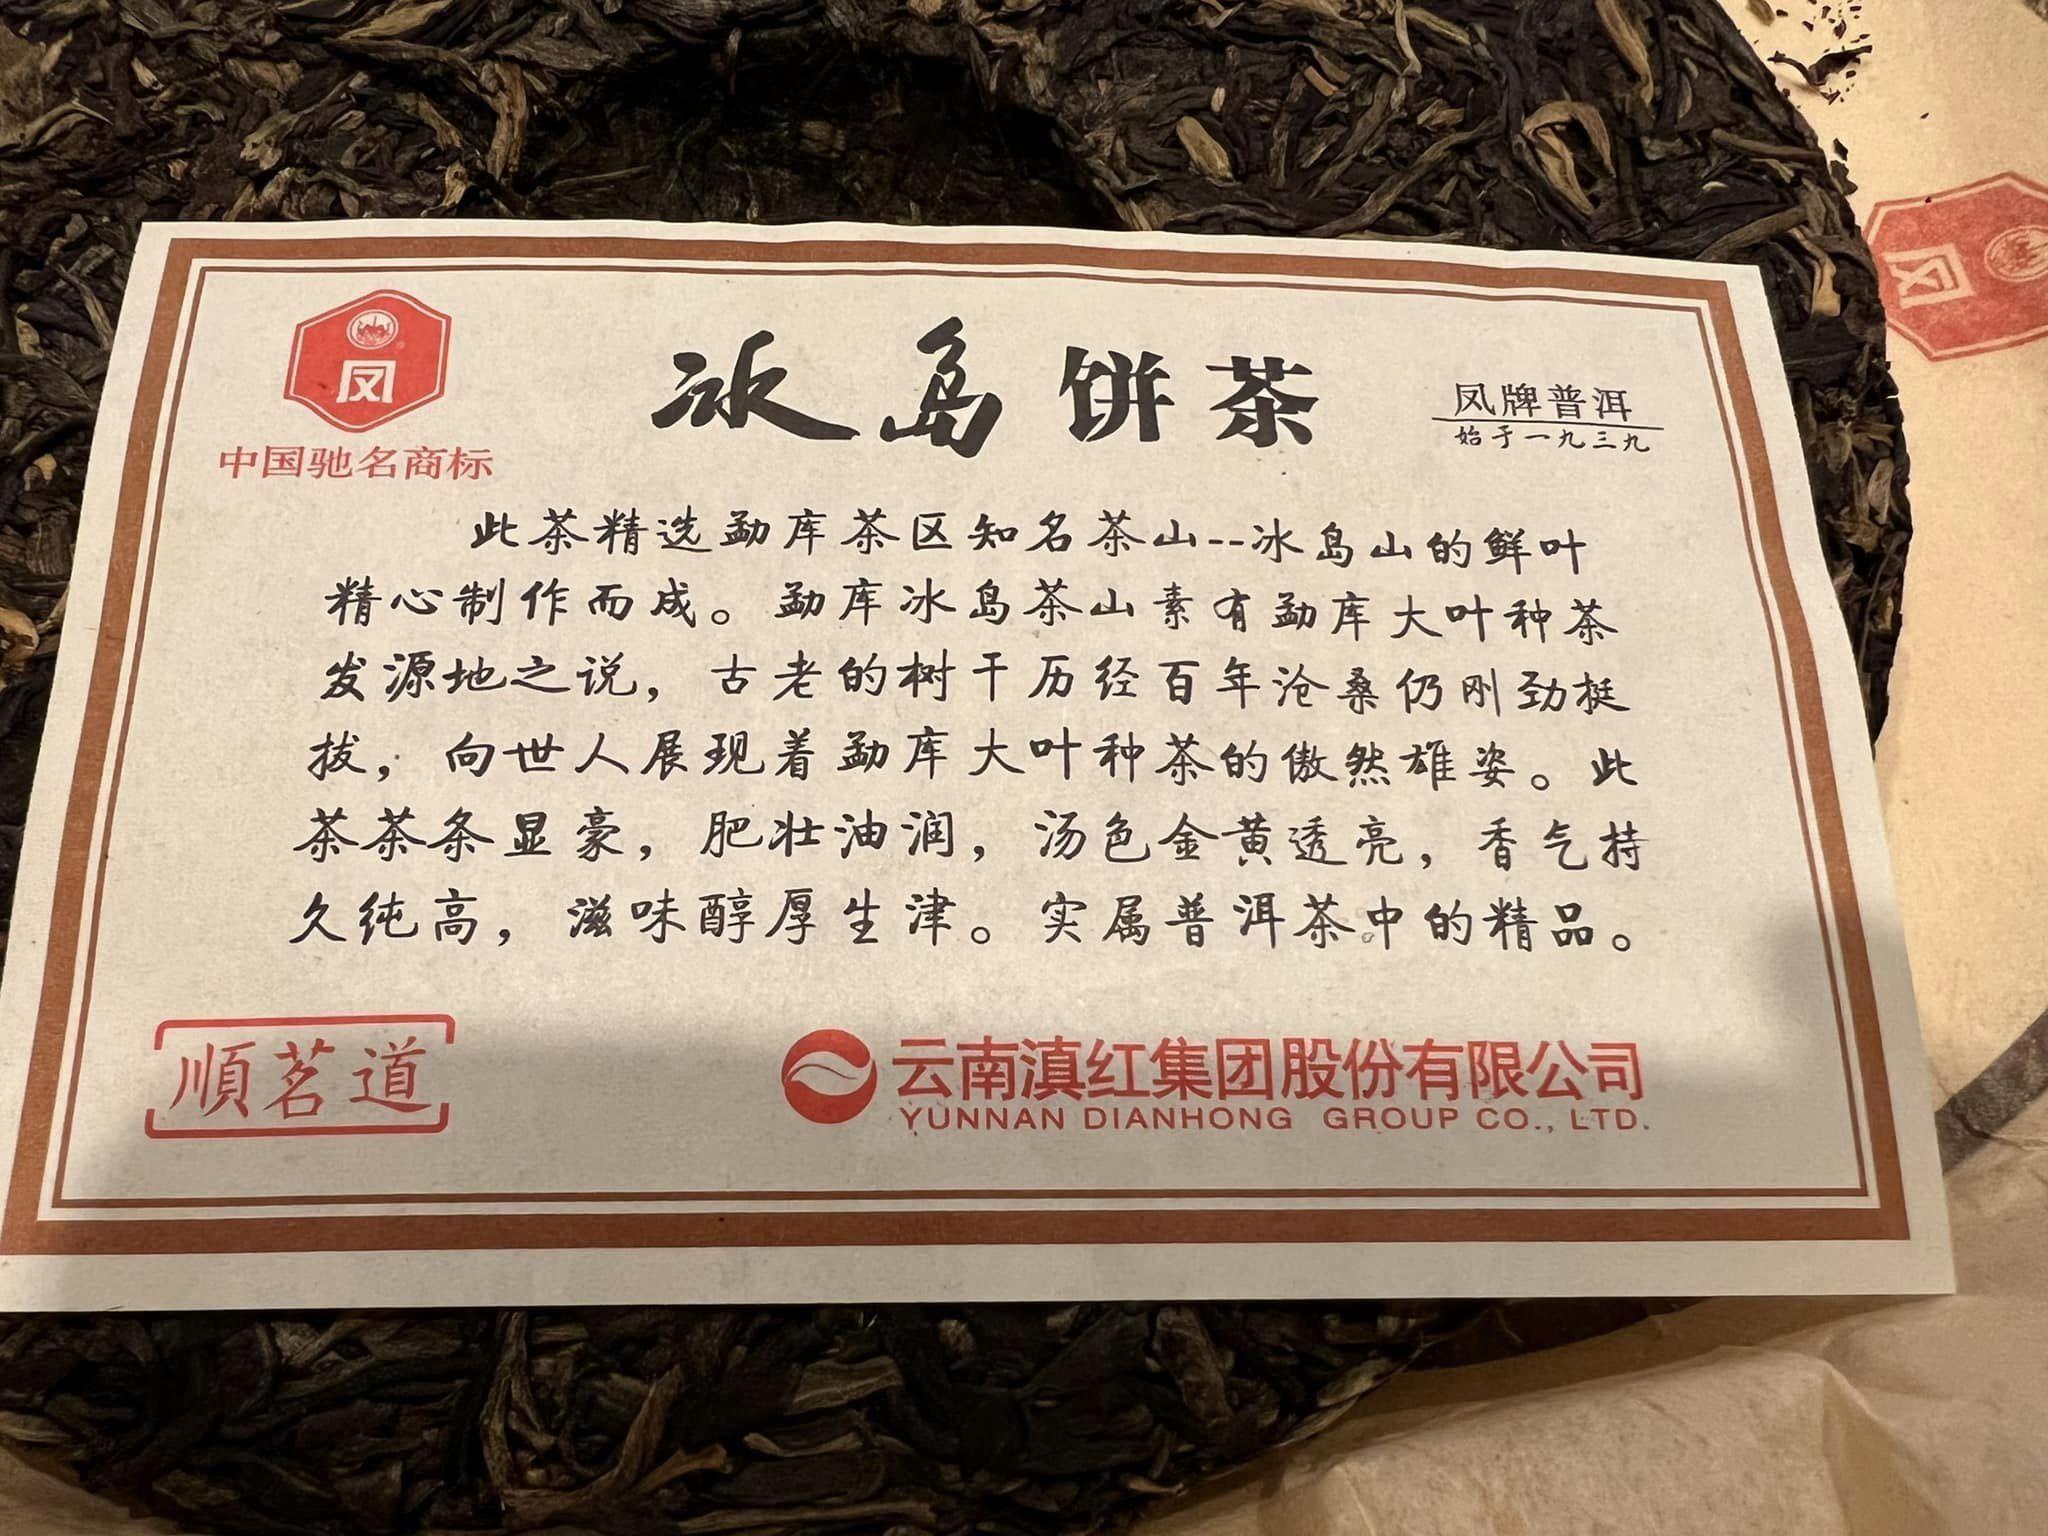 凤
中国驰名商标
冰岛饼茶
凤牌普洱
始于一九三九
此茶精选勐库茶区知名茶山--冰岛山的鲜叶
精心制作而成。勐库冰岛茶山素有勐库大叶种茶
发源地之说，古老的树干历经百年沧桑仍刚劲挺
拔，向世人展现着勐库大叶种茶的傲然雄姿。此
茶茶条显豪，肥壮油润，汤色金黄透亮，香气持
久纯高，滋味醇厚生津。实属普洱茶中的精品。
順茗道
云南滇红集团股份有限公司
YUNNAN DIANHONG GROUP CO., LTD.
凤